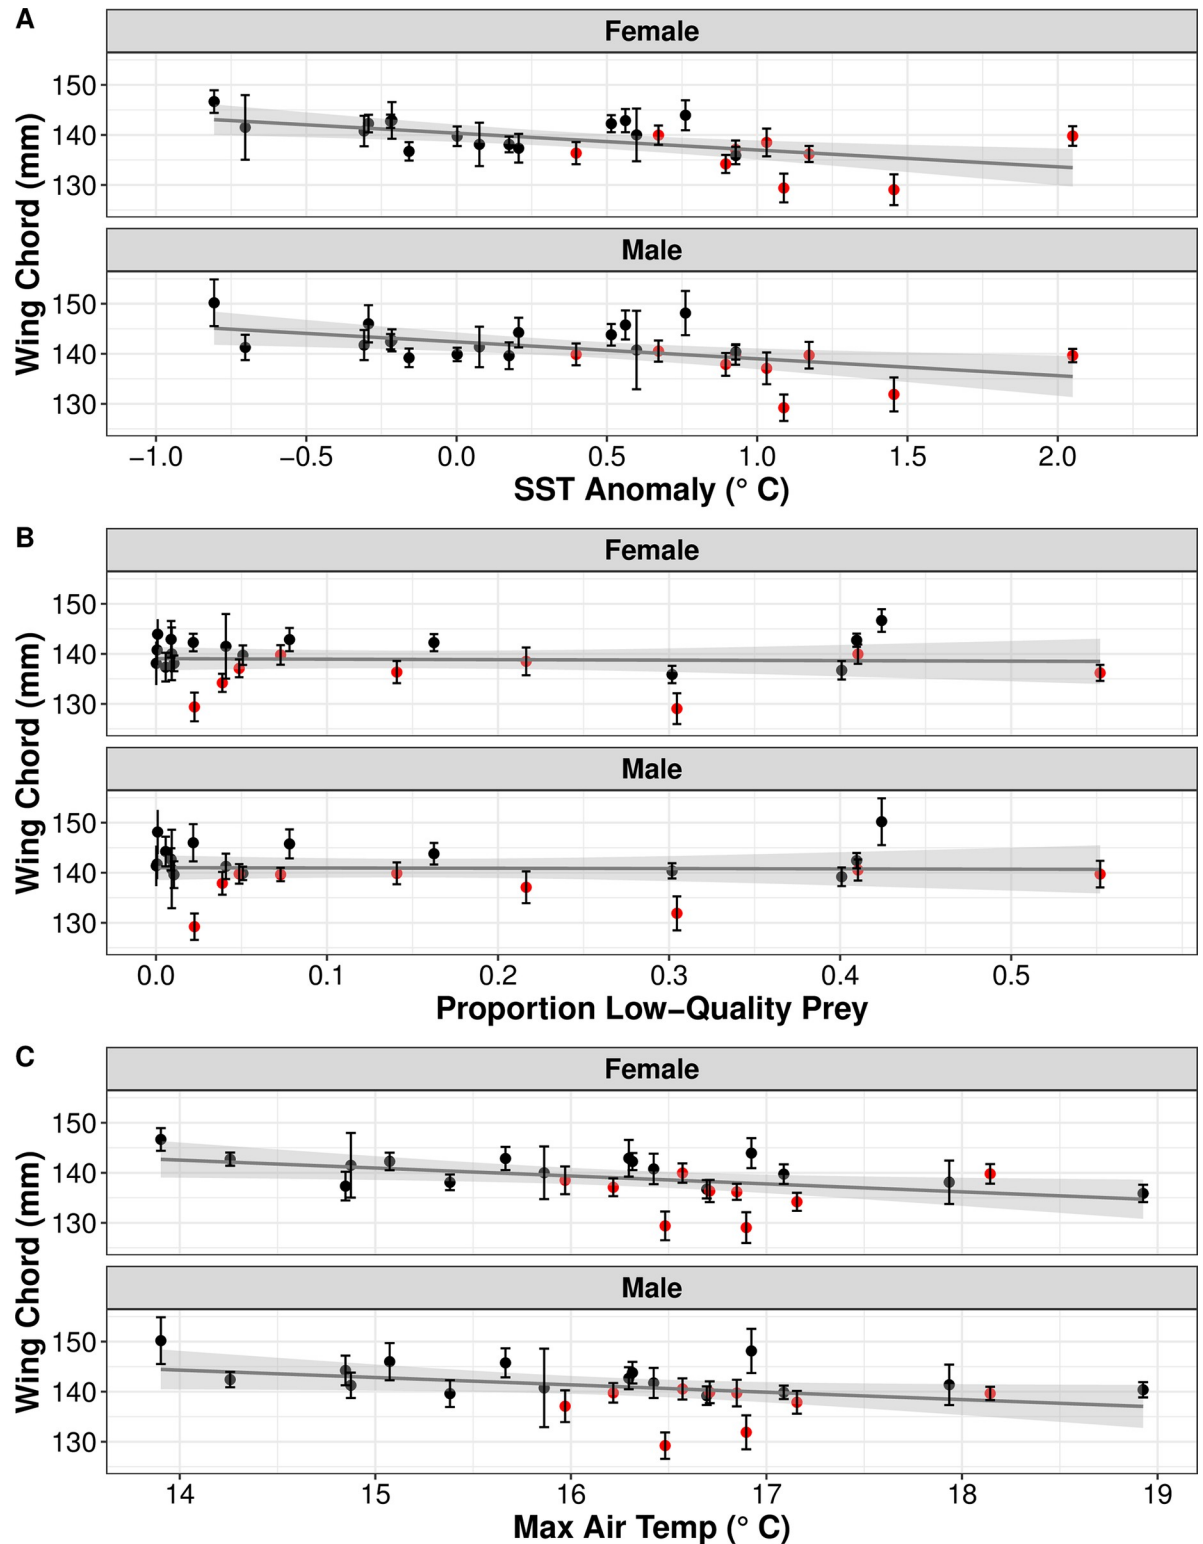 A
Female
150
140
130
Male
150
140
130
Wing Chord (mm)
−1.0 −0.5 0.0 0.5 1.0 1.5 2.0
SST Anomaly (° C)
B
Female
150
140
130
Male
150
140
130
Wing Chord (mm)
0.0 0.1 0.2 0.3 0.4 0.5
Proportion Low−Quality Prey
C
Female
150
140
130
Male
150
140
130
Wing Chord (mm)
14 15 16 17 18 19
Max Air Temp (° C)